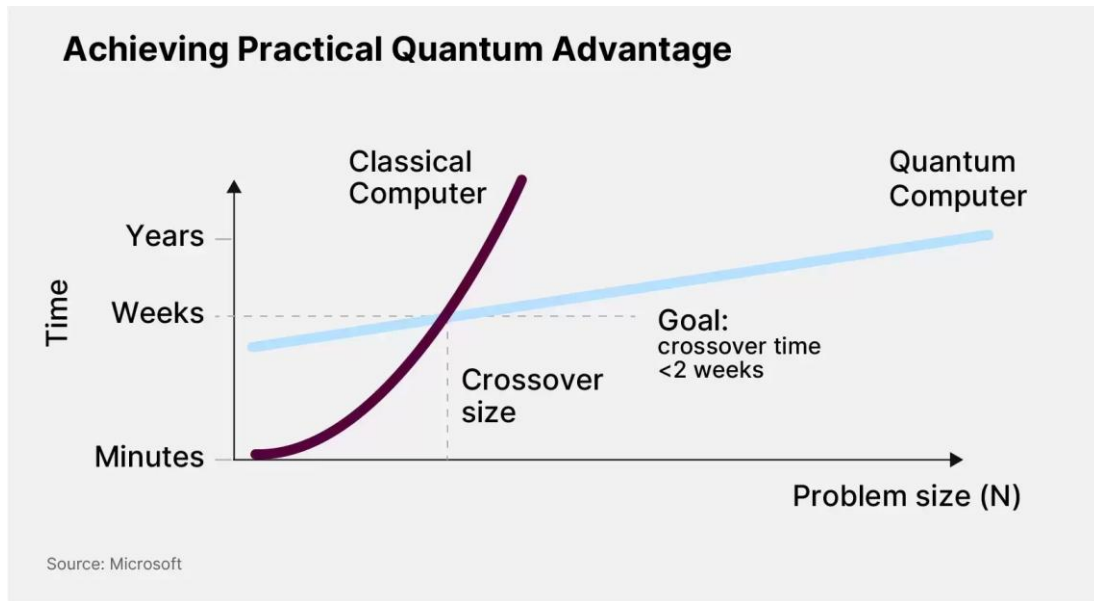 Achieving Practical Quantum Advantage
Classical
Computer
Quantum
Computer
Years
Weeks
Time
Goal:
crossover time
<2 weeks
Crossover
size
Minutes
Problem size (N)
Source: Microsoft